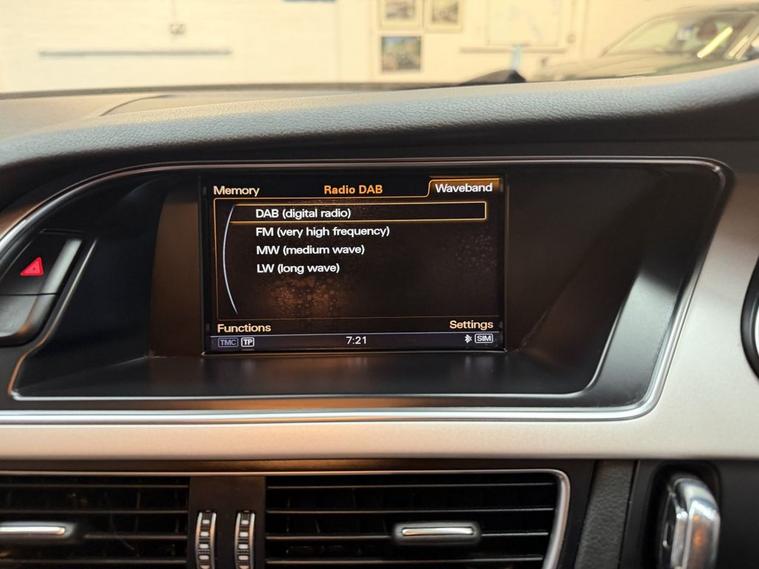 Memory Radio DAB Waveband
DAB (digital radio)
FM (very high frequency)
MW (medium wave)
LW (long wave)
Functions Settings
TMC TP 7:21 SIM